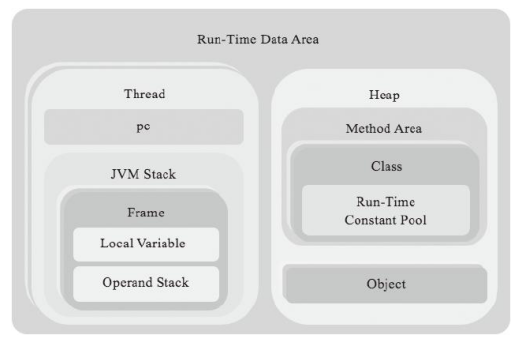 Run-Time Data Area
Thread
pc
JVM Stack
Frame
Local Variable
Operand Stack
Heap
Method Area
Class
Run-Time
Constant Pool
Object